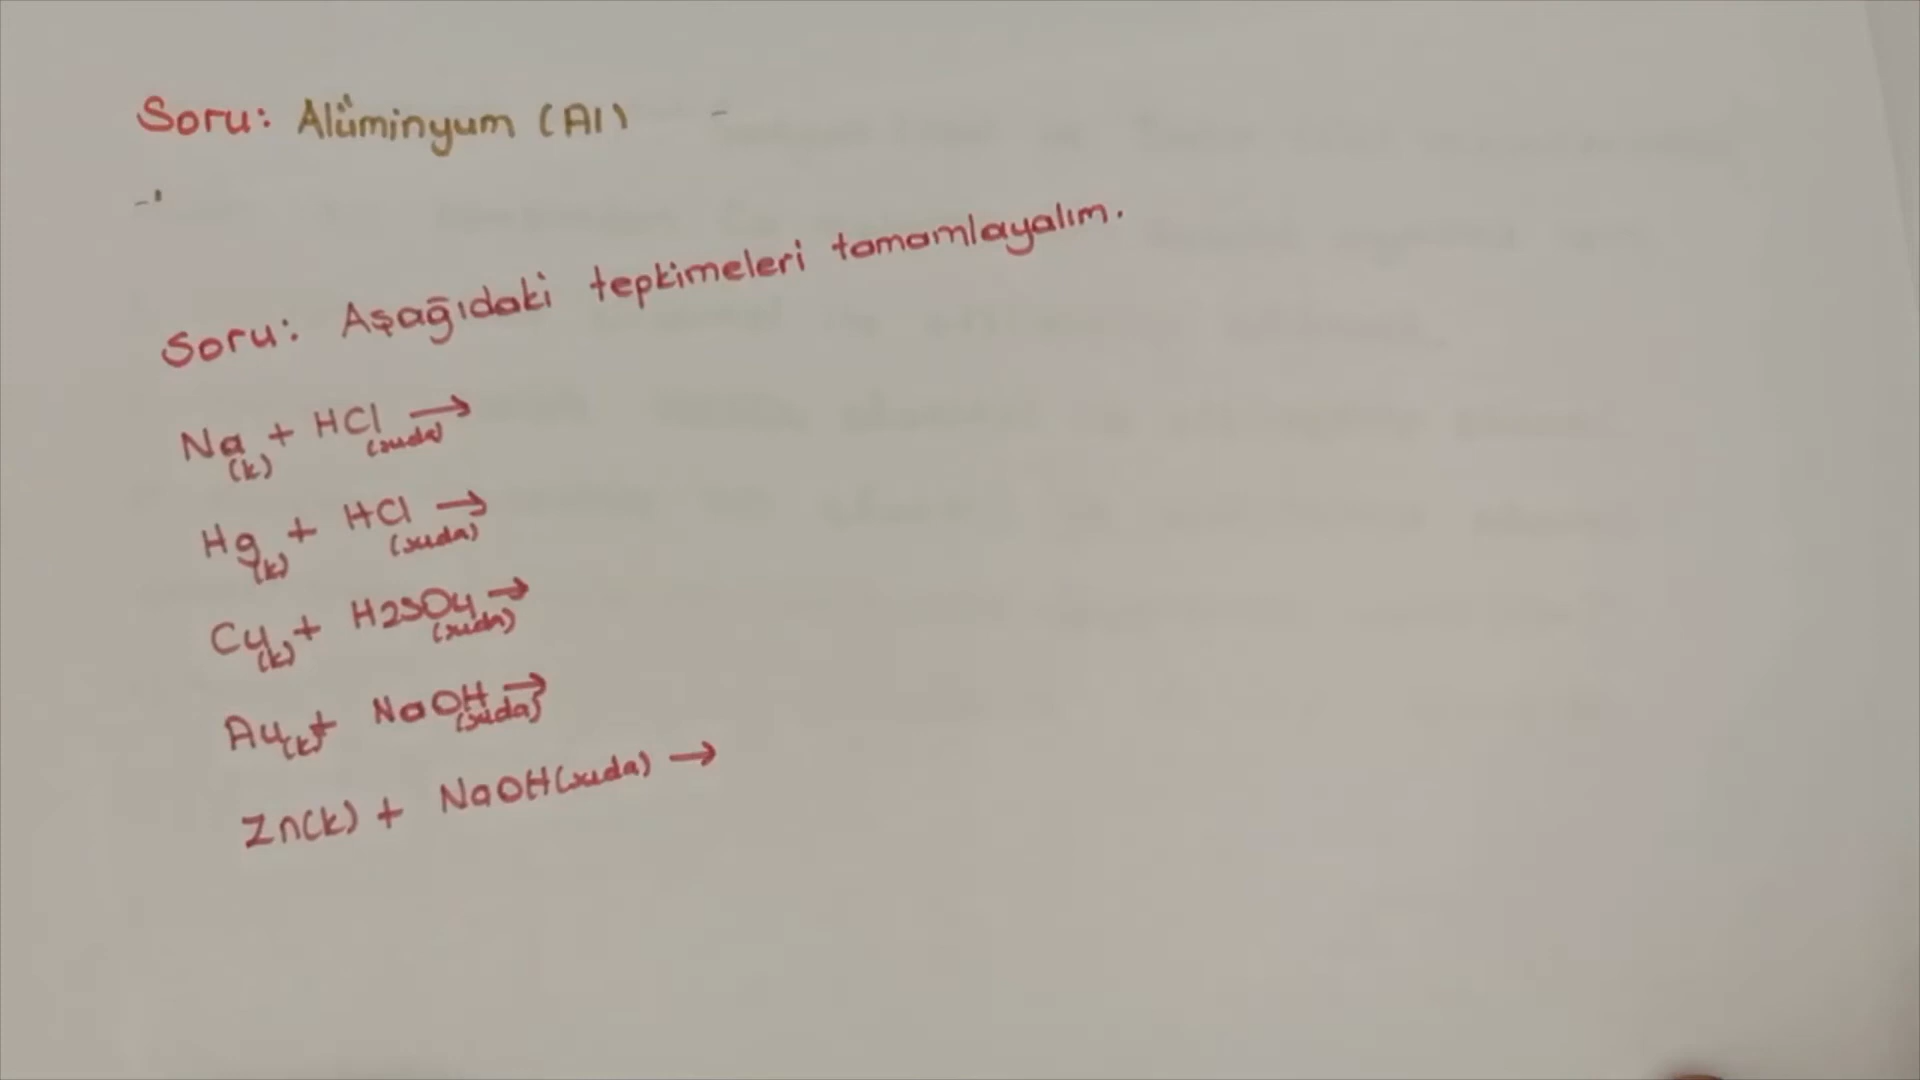 Soru: Alüminyum (Al)
Soru: Aşağıdaki tepkimeleri tamamlayalım.
Na(k) + HCl(suda) →
Hg(k) + HCl(suda) →
Cu(k) + H2SO4(suda) →
Au(k) + NaOH(suda) →
Zn(k) + NaOH(suda) →